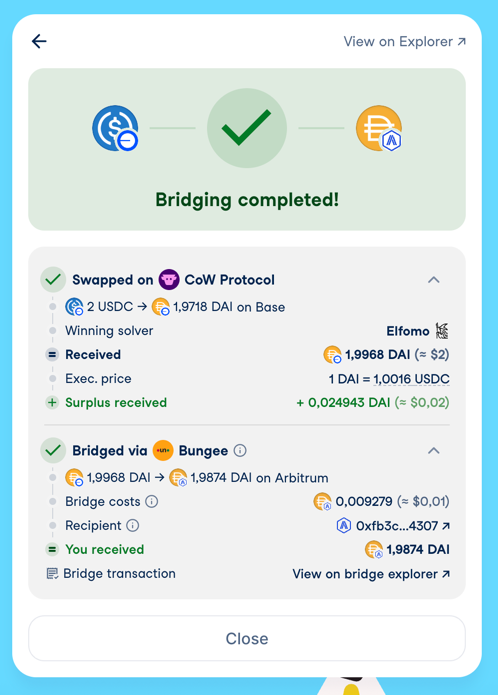 View on Explorer ↗
Bridging completed!
Swapped on CoW Protocol
2 USDC → 1,9718 DAI on Base
Winning solver Elfomo
Received 1,9968 DAI (≈ $2)
Exec. price 1 DAI = 1,0016 USDC
Surplus received + 0,024943 DAI (≈ $0,02)
Bridged via Bungee
1,9968 DAI → 1,9874 DAI on Arbitrum
Bridge costs 0,009279 (≈ $0,01)
Recipient 0xfb3c...4307 ↗
You received 1,9874 DAI
Bridge transaction View on bridge explorer ↗
Close